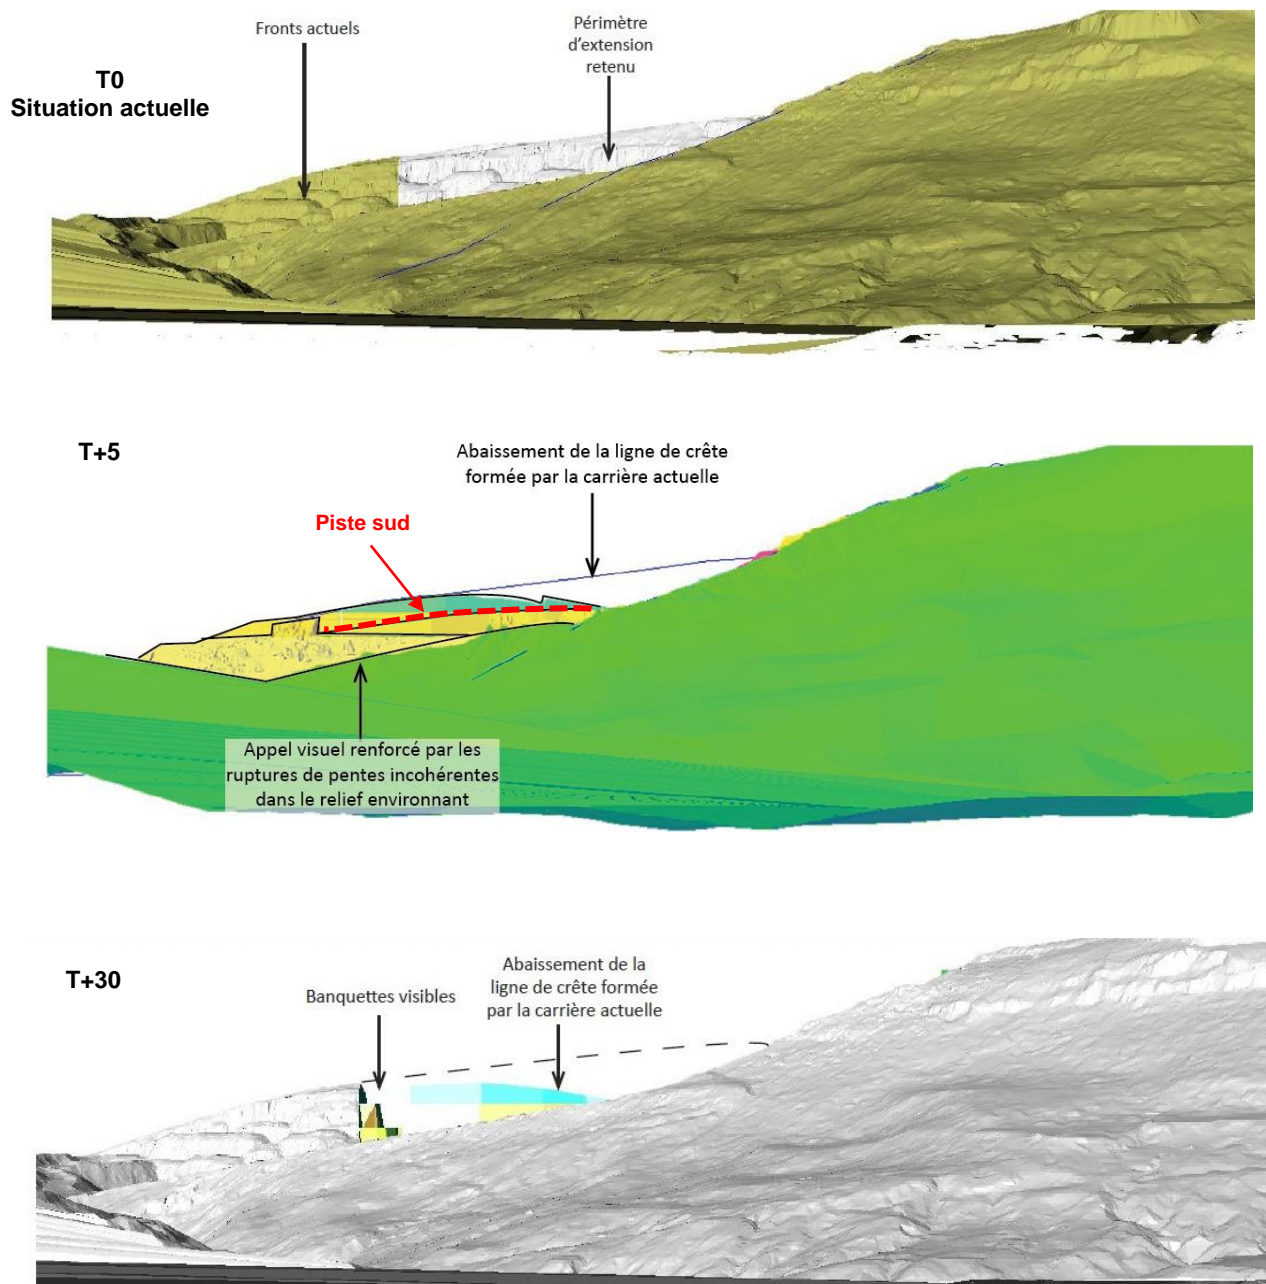 Fronts actuels
Périmètre
d’extension
retenu
T0
Situation actuelle
T+5
Abaissement de la ligne de crête
formée par la carrière actuelle
Piste sud
Appel visuel renforcé par les
ruptures de pentes incohérentes
dans le relief environnant
T+30
Banquettes visibles
Abaissement de la
ligne de crête formée
par la carrière actuelle